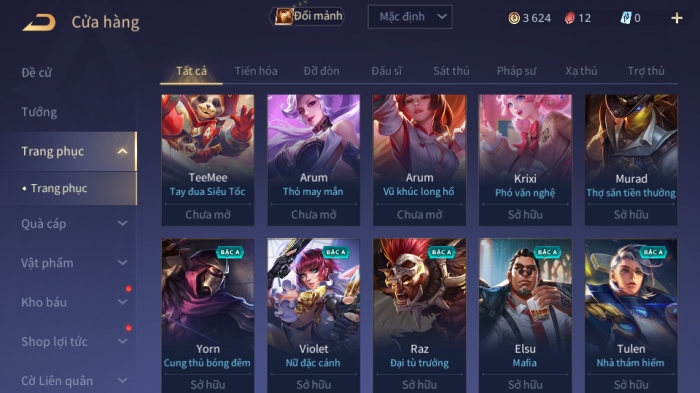 Cửa hàng
Đổi mảnh
Mặc định
3 624
12
0
Đề cử
Tướng
Trang phục
Trang phục
Quà cáp
Vật phẩm
Kho báu
Shop lợi tức
Cờ Liên quân
Tất cả Tiến hóa Đỡ đòn Đấu sĩ Sát thủ Pháp sư Xạ thủ Trợ thủ
TeeMee
Tay đua Siêu Tốc
Chưa mở
Arum
Thỏ may mắn
Chưa mở
Arum
Vũ khúc long hổ
Chưa mở
Krixi
Phó văn nghệ
Sở hữu
Murad
Thợ săn tiền thưởng
Sở hữu
BẬC A
Yorn
Cung thủ bóng đêm
Sở hữu
BẬC A
Violet
Nữ đặc cảnh
Sở hữu
BẬC A
Raz
Đại tù trưởng
Sở hữu
BẬC A
Elsu
Mafia
Sở hữu
BẬC A
Tulen
Nhà thám hiểm
Sở hữu